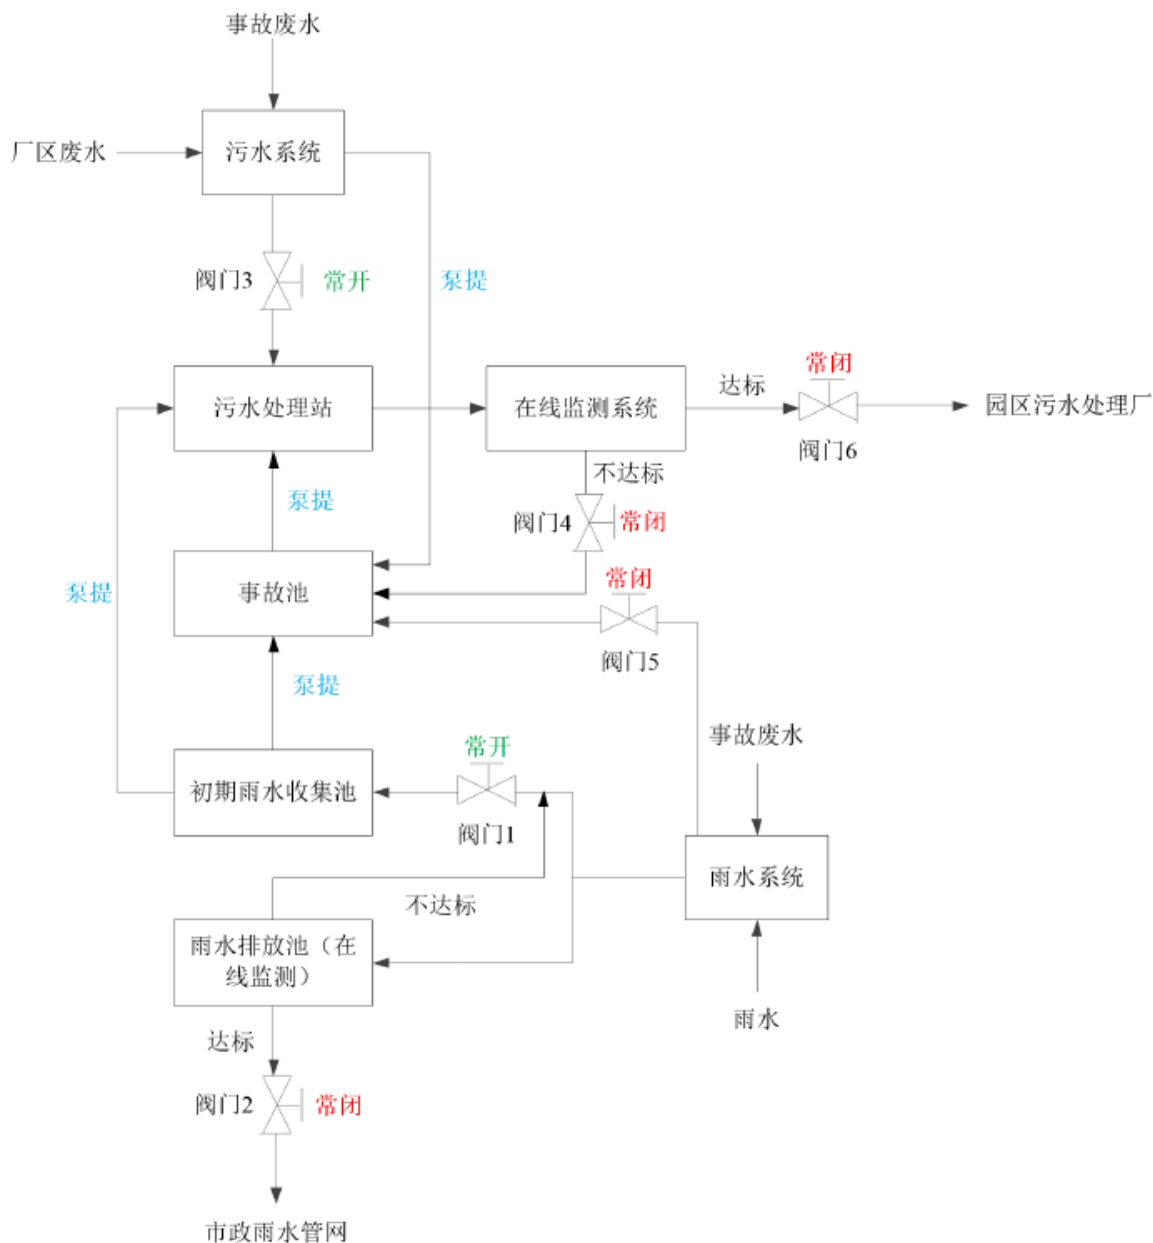 事故废水
厂区废水
污水系统
阀门3
常开
泵提
污水处理站
在线监测系统
达标
常闭
阀门6
园区污水处理厂
不达标
泵提
阀门4
常闭
泵提
事故池
常闭
阀门5
泵提
事故废水
常开
初期雨水收集池
阀门1
雨水系统
不达标
雨水排放池（在
线监测）
雨水
达标
阀门2
常闭
市政雨水管网